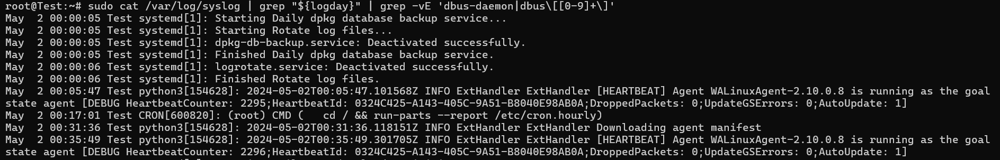 root@Test:~# sudo cat /var/log/syslog | grep "${logday}" | grep -vE 'dbus-daemon|dbus\[[0-9]+\]'
May  2 00:00:05 Test systemd[1]: Starting Daily dpkg database backup service...
May  2 00:00:05 Test systemd[1]: Starting Rotate log files...
May  2 00:00:05 Test systemd[1]: dpkg-db-backup.service: Deactivated successfully.
May  2 00:00:05 Test systemd[1]: Finished Daily dpkg database backup service.
May  2 00:00:06 Test systemd[1]: logrotate.service: Deactivated successfully.
May  2 00:00:06 Test systemd[1]: Finished Rotate log files.
May  2 00:05:47 Test python3[154628]: 2024-05-02T00:05:47.101568Z INFO ExtHandler ExtHandler [HEARTBEAT] Agent WALinuxAgent-2.10.0.8 is running as the goal
state agent [DEBUG HeartbeatCounter: 2295;HeartbeatId: 0324C425-A143-405C-9A51-B8040E98AB0A;DroppedPackets: 0;UpdateGSErrors: 0;AutoUpdate: 1]
May  2 00:17:01 Test CRON[600820]: (root) CMD (   cd / && run-parts --report /etc/cron.hourly)
May  2 00:31:36 Test python3[154628]: 2024-05-02T00:31:36.118151Z INFO ExtHandler ExtHandler Downloading agent manifest
May  2 00:35:49 Test python3[154628]: 2024-05-02T00:35:49.301705Z INFO ExtHandler ExtHandler [HEARTBEAT] Agent WALinuxAgent-2.10.0.8 is running as the goal
state agent [DEBUG HeartbeatCounter: 2296;HeartbeatId: 0324C425-A143-405C-9A51-B8040E98AB0A;DroppedPackets: 0;UpdateGSErrors: 0;AutoUpdate: 1]